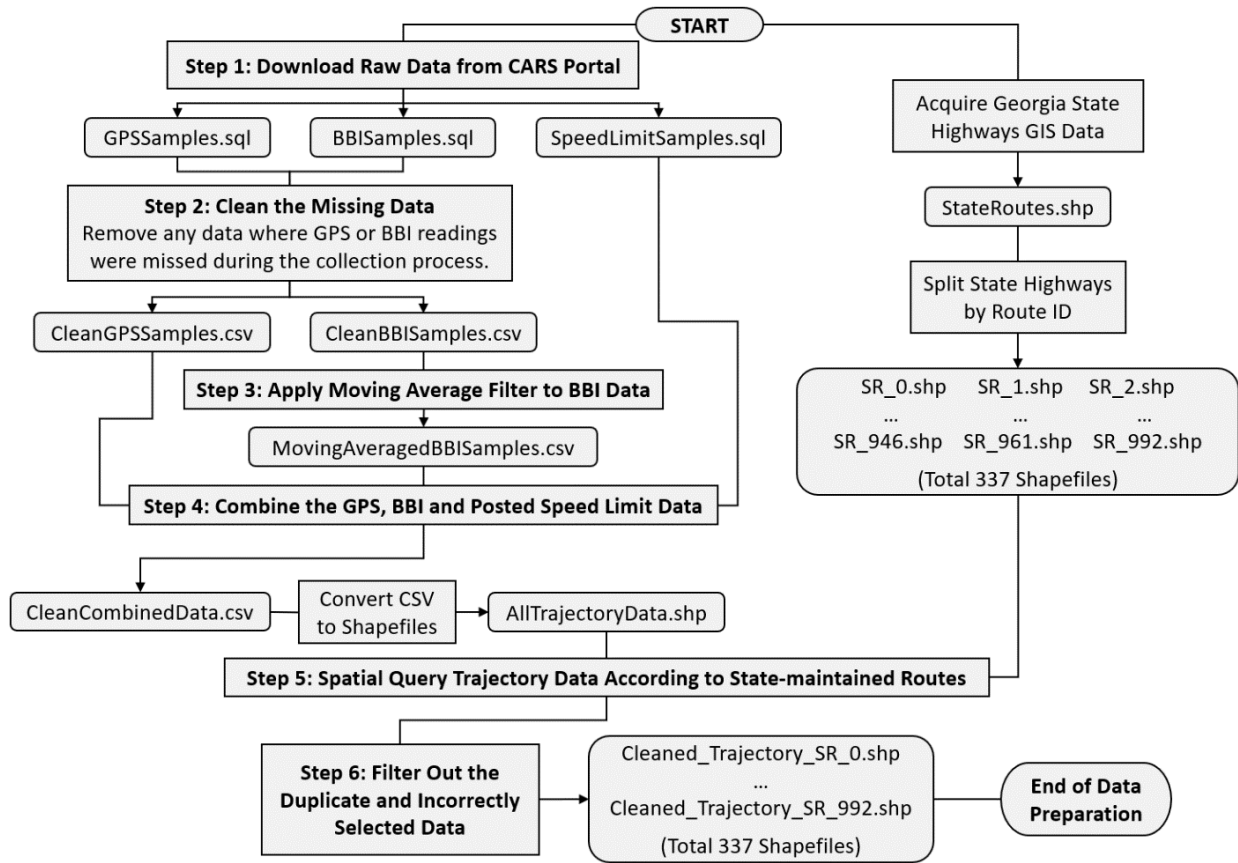 START
Step 1: Download Raw Data from CARS Portal
GPSSamples.sql
BBISamples.sql
SpeedLimitSamples.sql
Acquire Georgia State
Highways GIS Data
Step 2: Clean the Missing Data
Remove any data where GPS or BBI readings
were missed during the collection process.
StateRoutes.shp
Split State Highways
by Route ID
CleanGPSSamples.csv
CleanBBISamples.csv
Step 3: Apply Moving Average Filter to BBI Data
MovingAveragedBBISamples.csv
SR_0.shp SR_1.shp SR_2.shp
... ... ...
SR_946.shp SR_961.shp SR_992.shp
(Total 337 Shapefiles)
Step 4: Combine the GPS, BBI and Posted Speed Limit Data
CleanCombinedData.csv
Convert CSV
to Shapefiles
AllTrajectoryData.shp
Step 5: Spatial Query Trajectory Data According to State-maintained Routes
Step 6: Filter Out the
Duplicate and Incorrectly
Selected Data
Cleaned_Trajectory_SR_0.shp
...
Cleaned_Trajectory_SR_992.shp
(Total 337 Shapefiles)
End of Data
Preparation